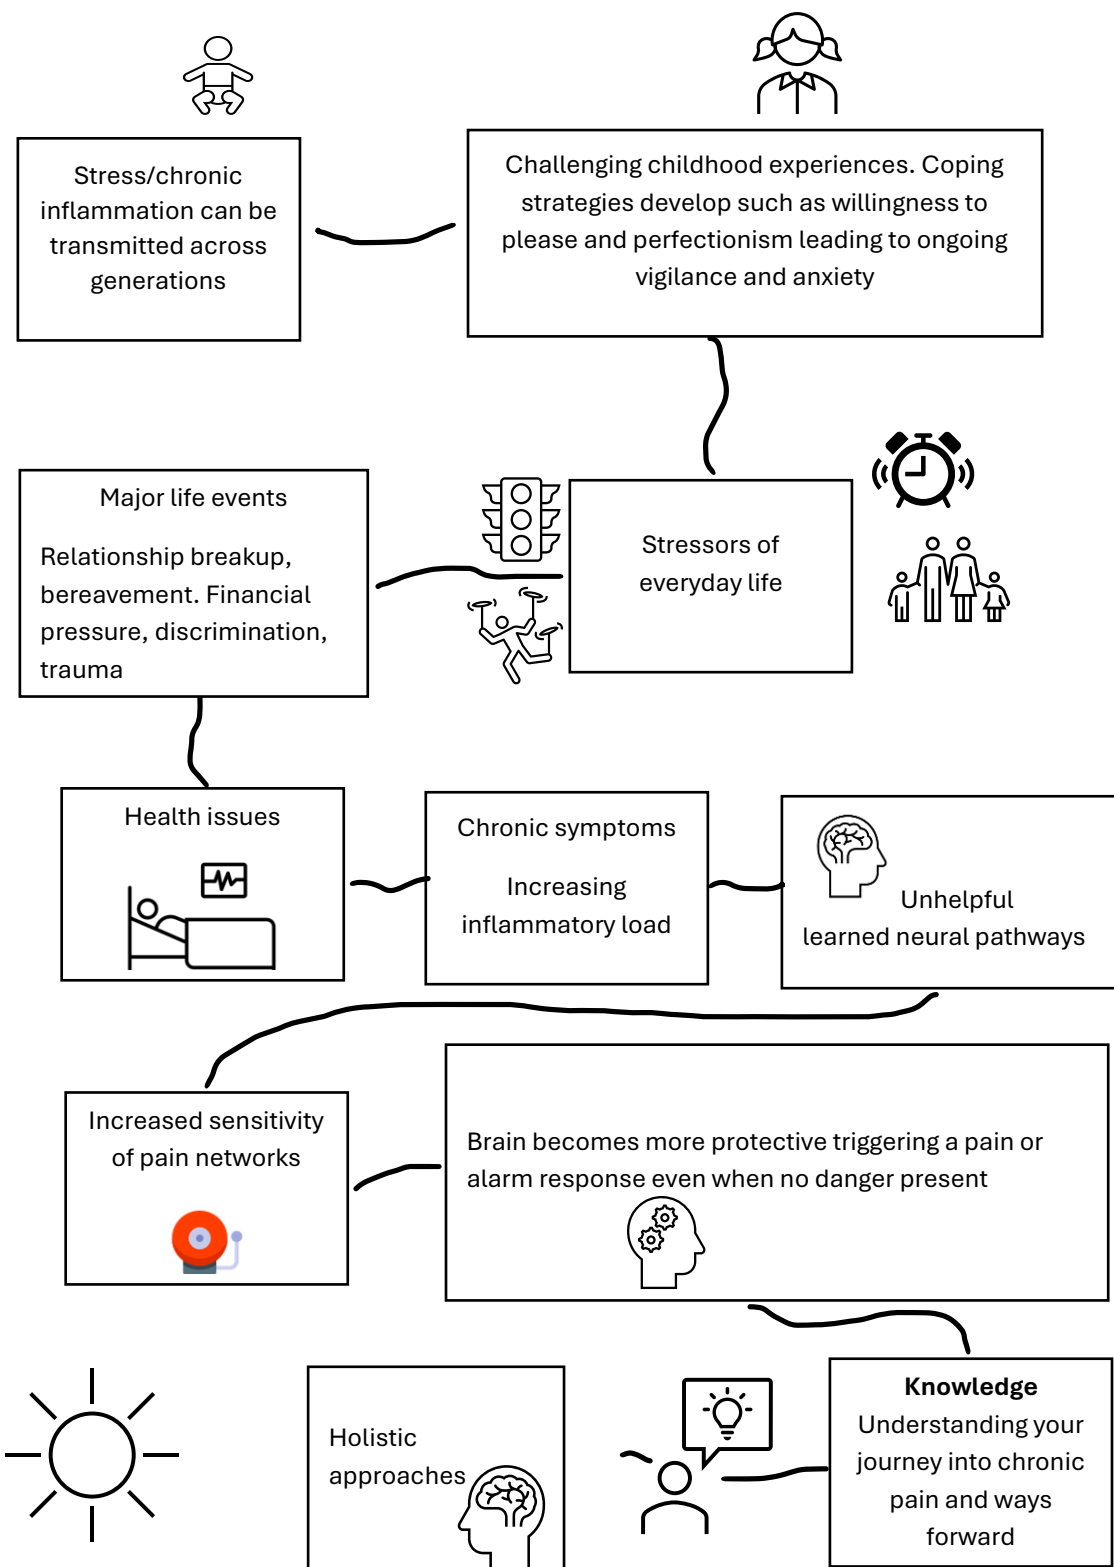 Stress/chronic
inflammation can be
transmitted across
generations
Challenging childhood experiences. Coping
strategies develop such as willingness to
please and perfectionism leading to ongoing
vigilance and anxiety
Major life events
Relationship breakup,
bereavement. Financial
pressure, discrimination,
trauma
Stressors of
everyday life
Health issues
Chronic symptoms
Increasing
inflammatory load
Unhelpful
learned neural pathways
Increased sensitivity
of pain networks
Brain becomes more protective triggering a pain or
alarm response even when no danger present
Knowledge
Understanding your
journey into chronic
pain and ways
forward
Holistic
approaches